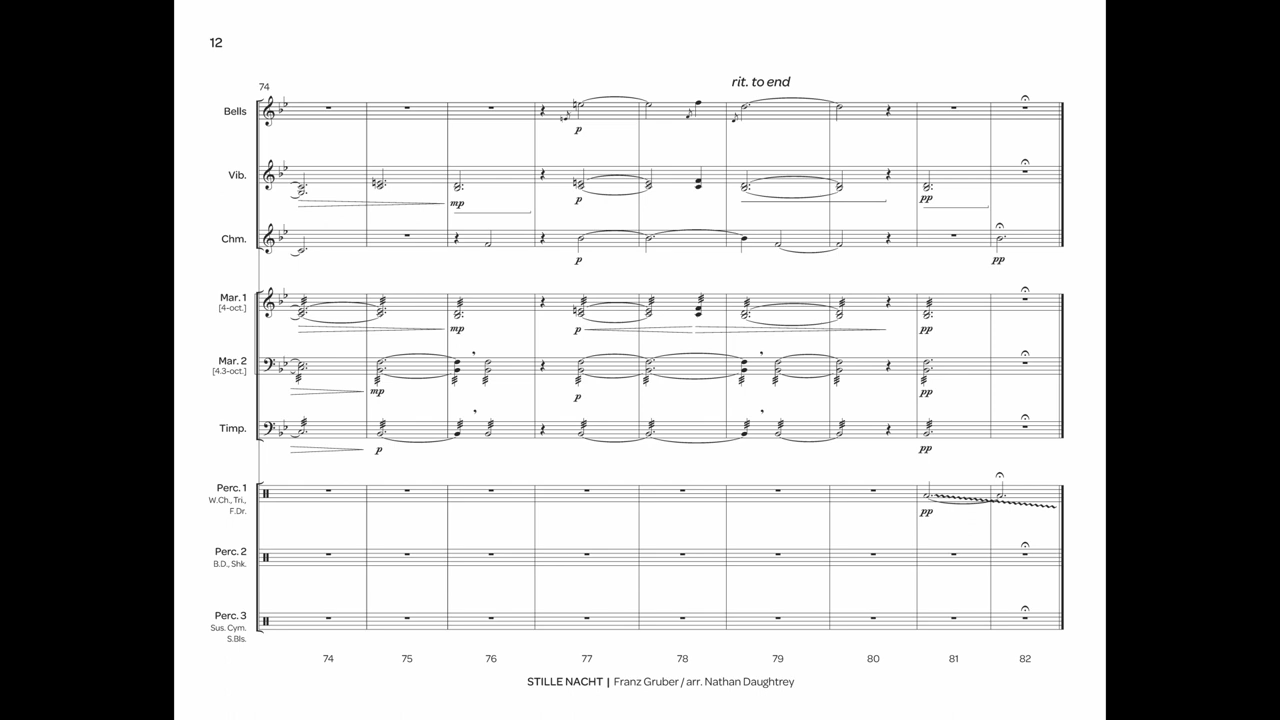 12
rit. to end
74
Bells
p
Vib.
mp
p
pp
Chm.
p
pp
Mar. 1
[4-oct.]
mp
p
pp
Mar. 2
[4.3-oct.]
mp
p
pp
Timp.
p
pp
Perc. 1
W.Ch., Tri.,
F.Dr.
pp
Perc. 2
B.D., Shk.
Perc. 3
Sus. Cym.
S.Bls.
74 75 76 77 78 79 80 81 82
STILLE NACHT | Franz Gruber / arr. Nathan Daughtrey